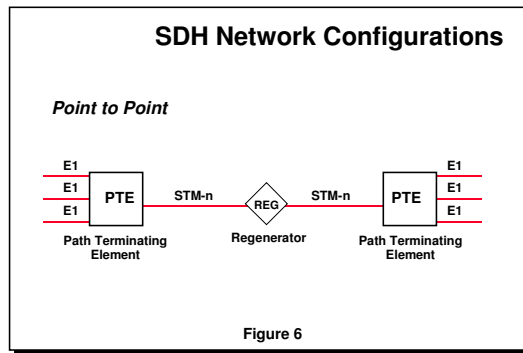 SDH Network Configurations
Point to Point
E1
E1
E1
PTE
STM-n
REG
STM-n
PTE
E1
E1
E1
Path Terminating
Element
Regenerator
Path Terminating
Element
Figure 6